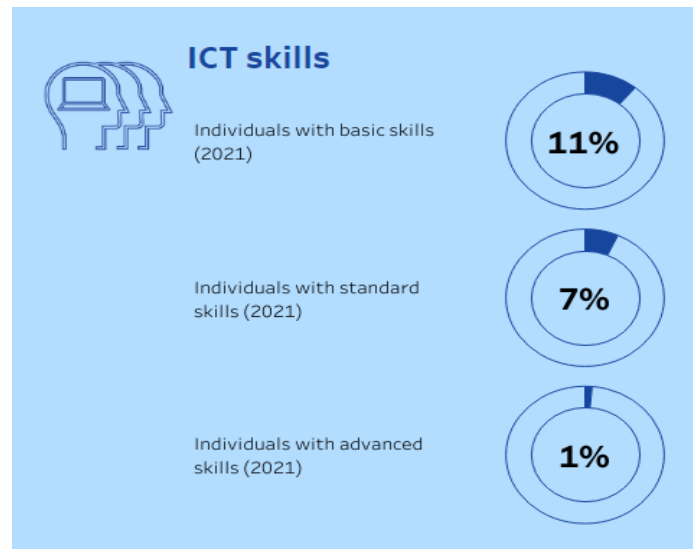 ICT skills
Individuals with basic skills
(2021)
11%
Individuals with standard
skills (2021)
7%
Individuals with advanced
skills (2021)
1%